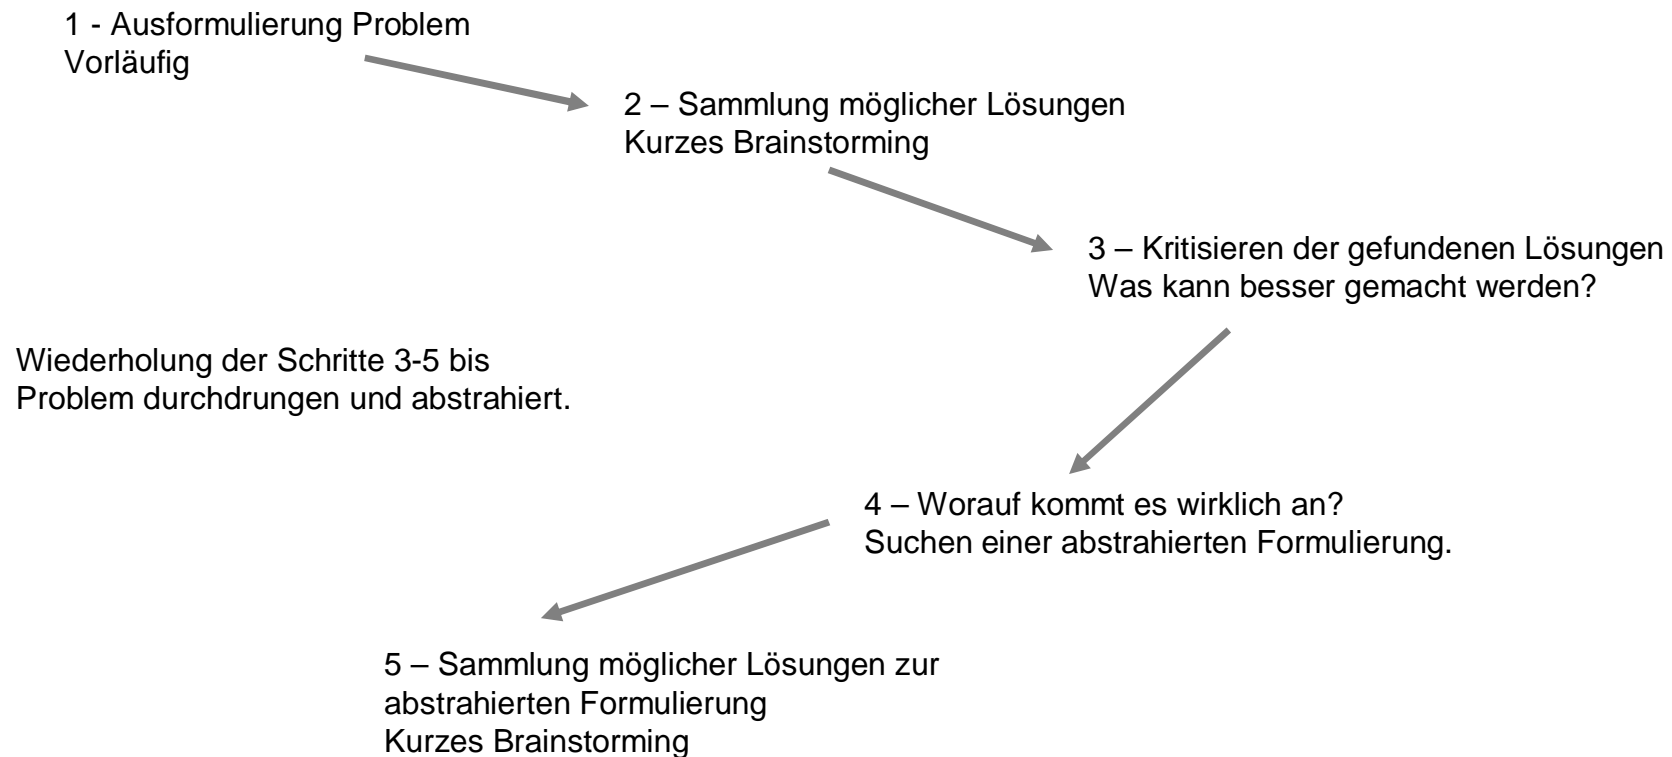 1 - Ausformulierung Problem
Vorläufig
2 – Sammlung möglicher Lösungen
Kurzes Brainstorming
3 – Kritisieren der gefundenen Lösungen
Was kann besser gemacht werden?
Wiederholung der Schritte 3-5 bis
Problem durchdrungen und abstrahiert.
4 – Worauf kommt es wirklich an?
Suchen einer abstrahierten Formulierung.
5 – Sammlung möglicher Lösungen zur
abstrahierten Formulierung
Kurzes Brainstorming